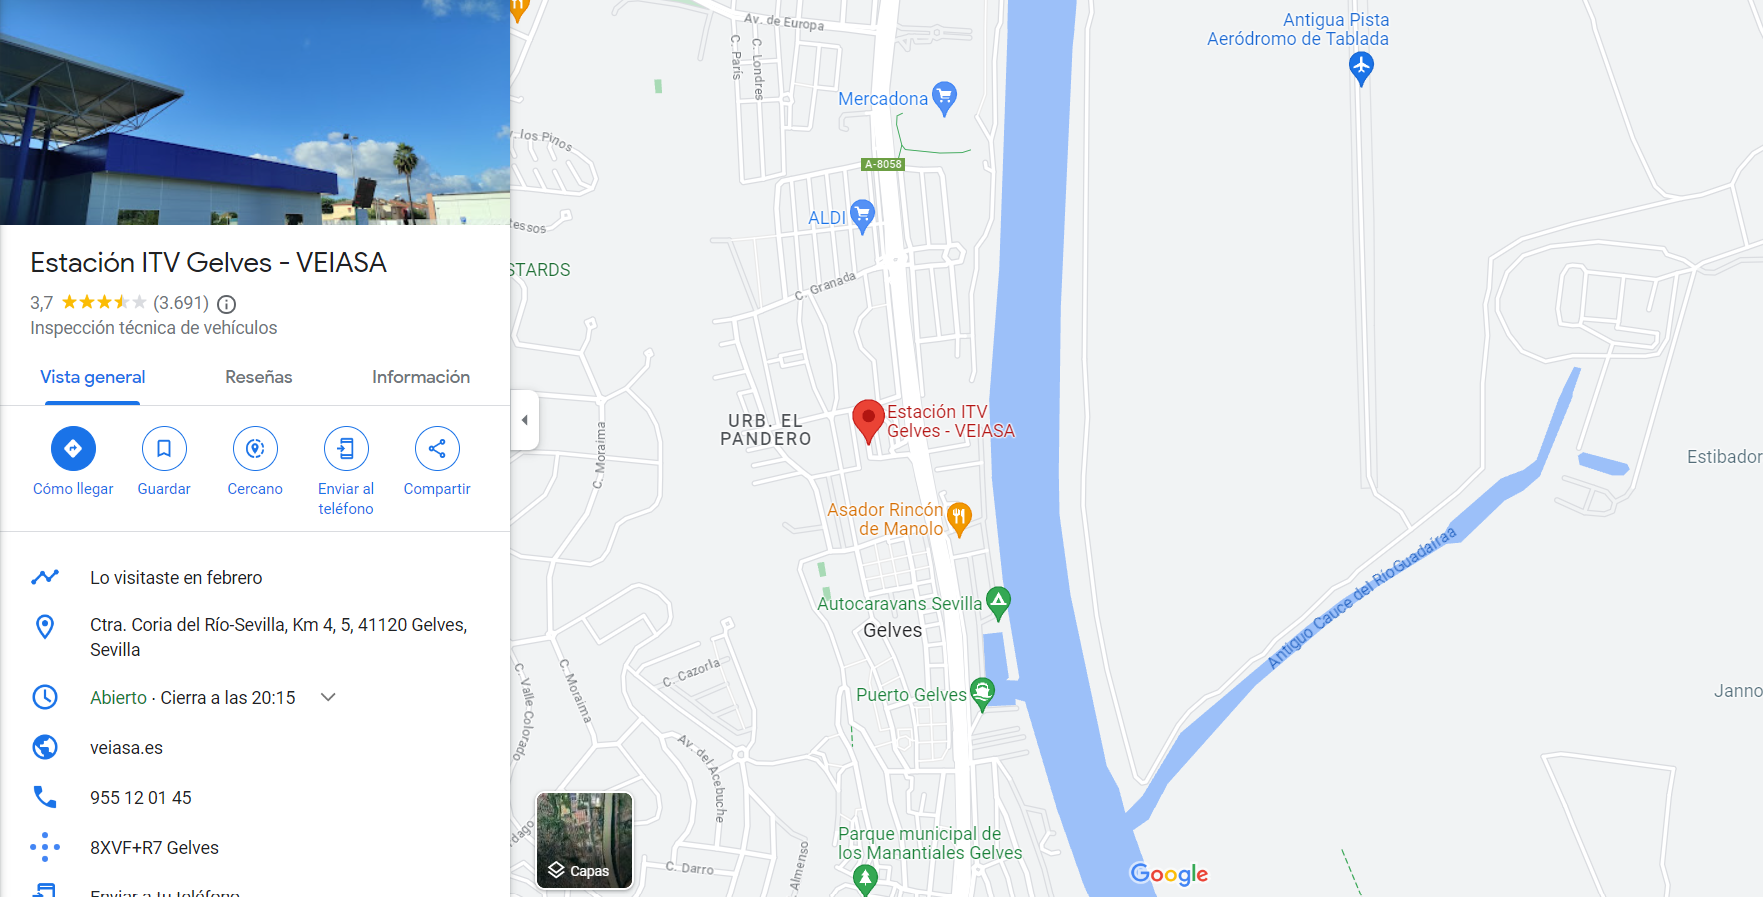 Estación ITV Gelves - VEIASA
3,7 (3.691)
Inspección técnica de vehículos
Vista general
Reseñas
Información
Cómo llegar
Guardar
Cercano
Enviar al
teléfono
Compartir
Lo visitaste en febrero
Ctra. Coria del Río-Sevilla, Km 4, 5, 41120 Gelves,
Sevilla
Abierto · Cierra a las 20:15
veiasa.es
955 12 01 45
8XVF+R7 Gelves
Enviar a tu teléfono
Av. de Europa
C. París
C. Londres
Antigua Pista
Aeródromo de Tablada
Mercadona
los Pinos
A-8058
ALDI
essos
STARDS
C. Granada
Estación ITV
Gelves - VEIASA
URB. EL
PANDERO
C. Moraima
Estibador
Asador Rincón
de Manolo
Antiguo Cauce del RíoGuadaíraa
Autocaravans Sevilla
Gelves
C. Cazorla
C. Moraima
C. Valle Colorado
Puerto Gelves
Janno
Av. del Acebuche
Parque municipal de
los Manantiales Gelves
dago
C. Darro
Almenso
Capas
Google